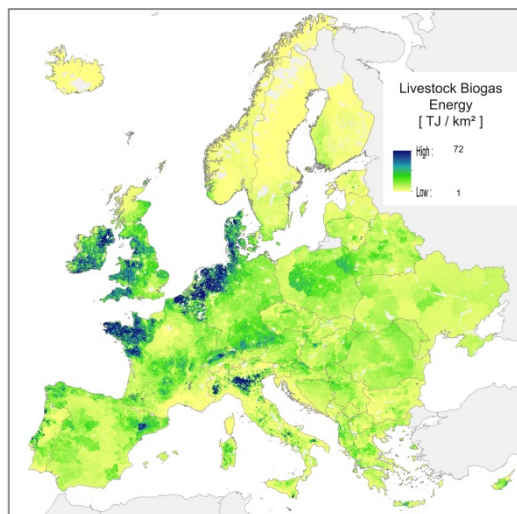 Livestock Biogas
Energy
[ TJ / km² ]
High : 72
Low : 1